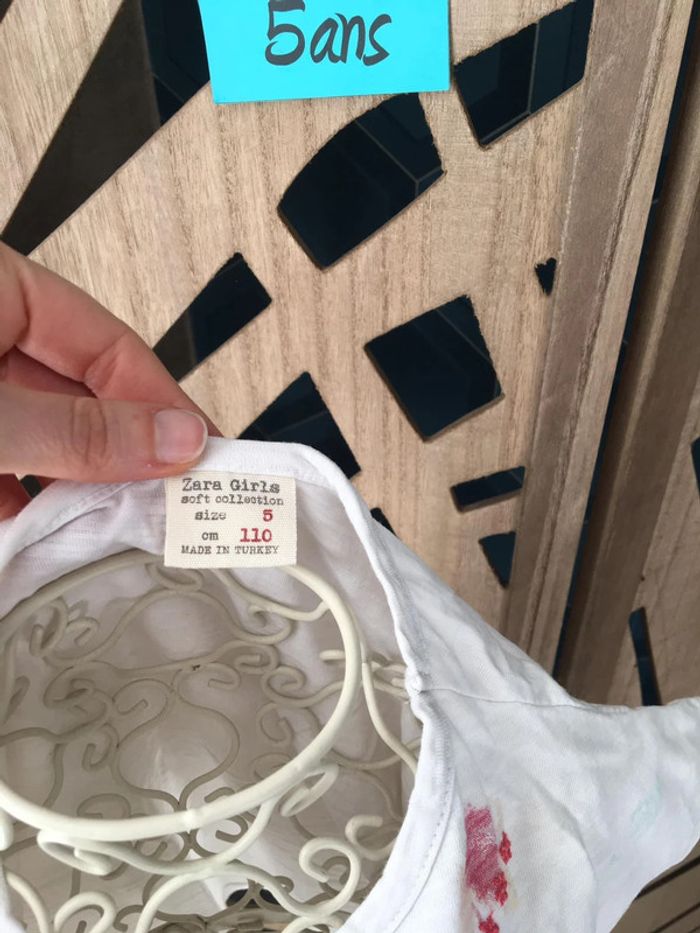 5ans
Zara Girls
soft collection
size 5
cm 110
MADE IN TURKEY